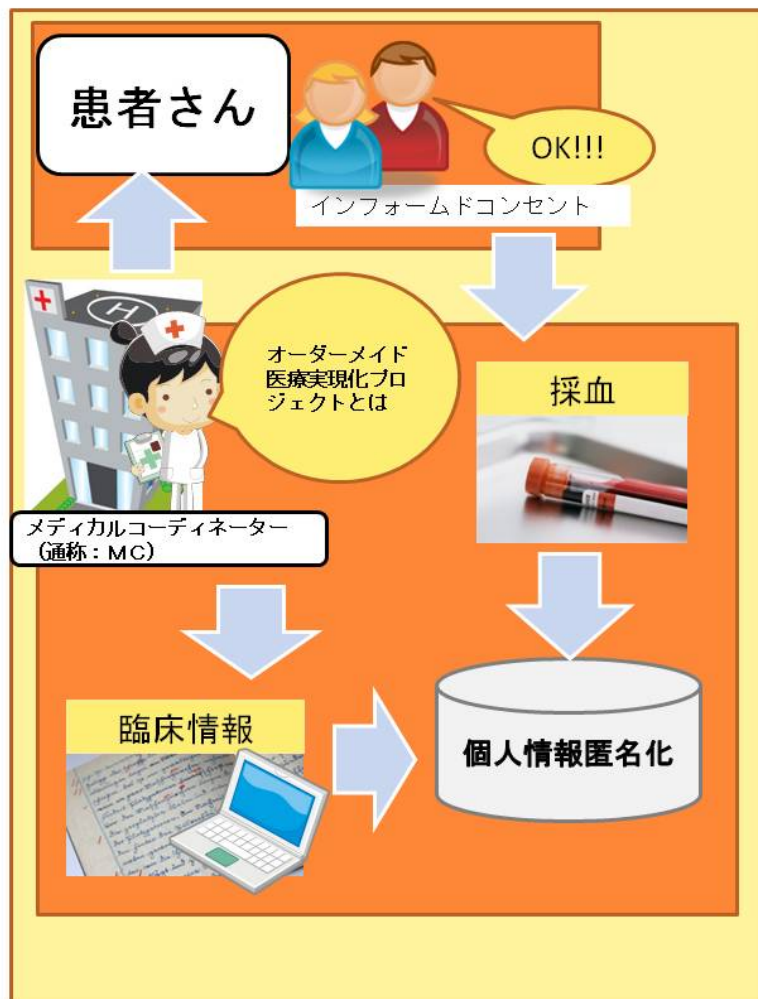 患者さん
OK!!!
インフォームドコンセント
オーダーメイド
医療実現化プロ
ジェクトとは
採血
メディカルコーディネーター
（通称：ＭＣ）
臨床情報
個人情報匿名化
H